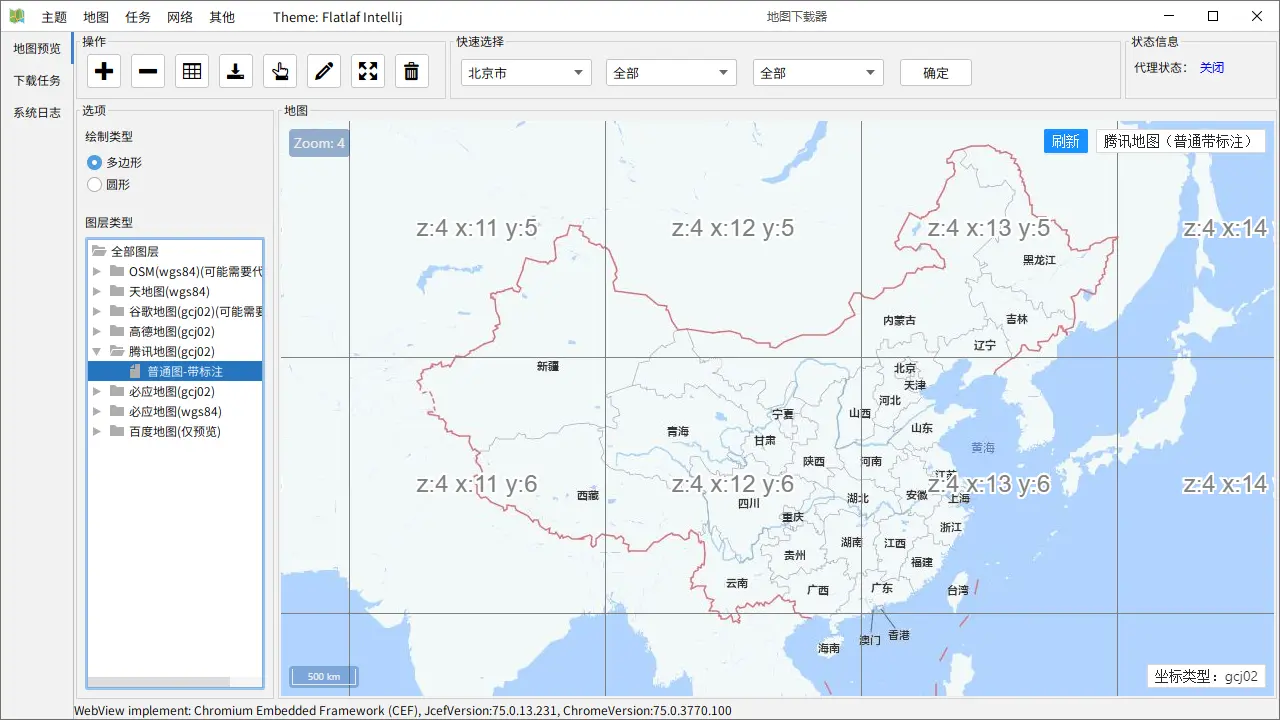 主题 地图 任务 网络 其他 Theme: Flatlaf Intellij 地图下载器
地图预览
下载任务
系统日志
操作
快速选择
北京市 全部 全部 确定
状态信息
代理状态： 关闭
选项
绘制类型
多边形
圆形
图层类型
全部图层
OSM(wgs84)(可能需要代
天地图(wgs84)
谷歌地图(gcj02)(可能需要
高德地图(gcj02)
腾讯地图(gcj02)
普通图-带标注
必应地图(gcj02)
必应地图(wgs84)
百度地图(仅预览)
地图
Zoom: 4
刷新 腾讯地图（普通带标注）
z:4 x:11 y:5 z:4 x:12 y:5 z:4 x:13 y:5 z:4 x:14
黑龙江
内蒙古 吉林
辽宁
新疆 北京
天津
河北
宁夏 山西
青海 甘肃 山东
黄海
陕西 河南
江苏
z:4 x:11 y:6 z:4 x:12 y:6 z:4 x:13 y:6 z:4 x:14
西藏 四川 湖北 安徽 上海
重庆 浙江
湖南 江西
贵州 福建
云南 广西 广东 台湾
澳门 香港
海南
500 km
坐标类型：gcj02
WebView implement: Chromium Embedded Framework (CEF), JcefVersion:75.0.13.231, ChromeVersion:75.0.3770.100